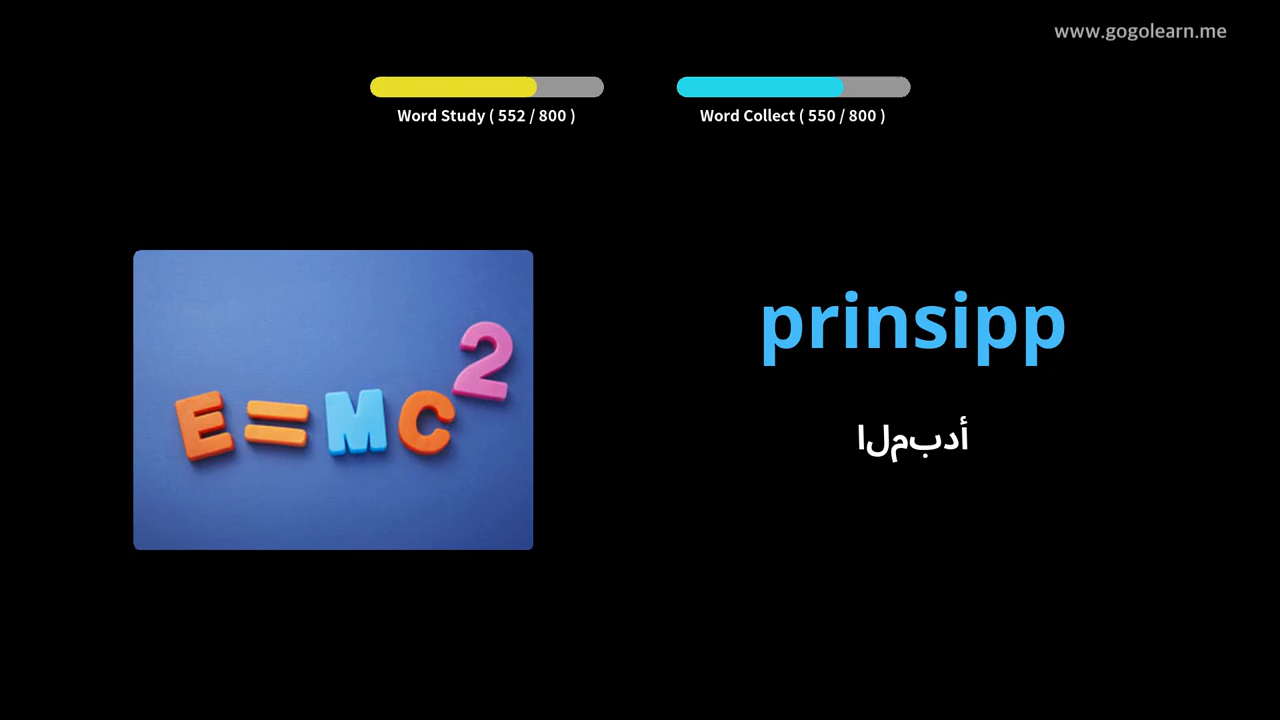 www.gogolearn.me
Word Study ( 552 / 800 )
Word Collect ( 550 / 800 )
E=MC2
prinsipp
المبدأ